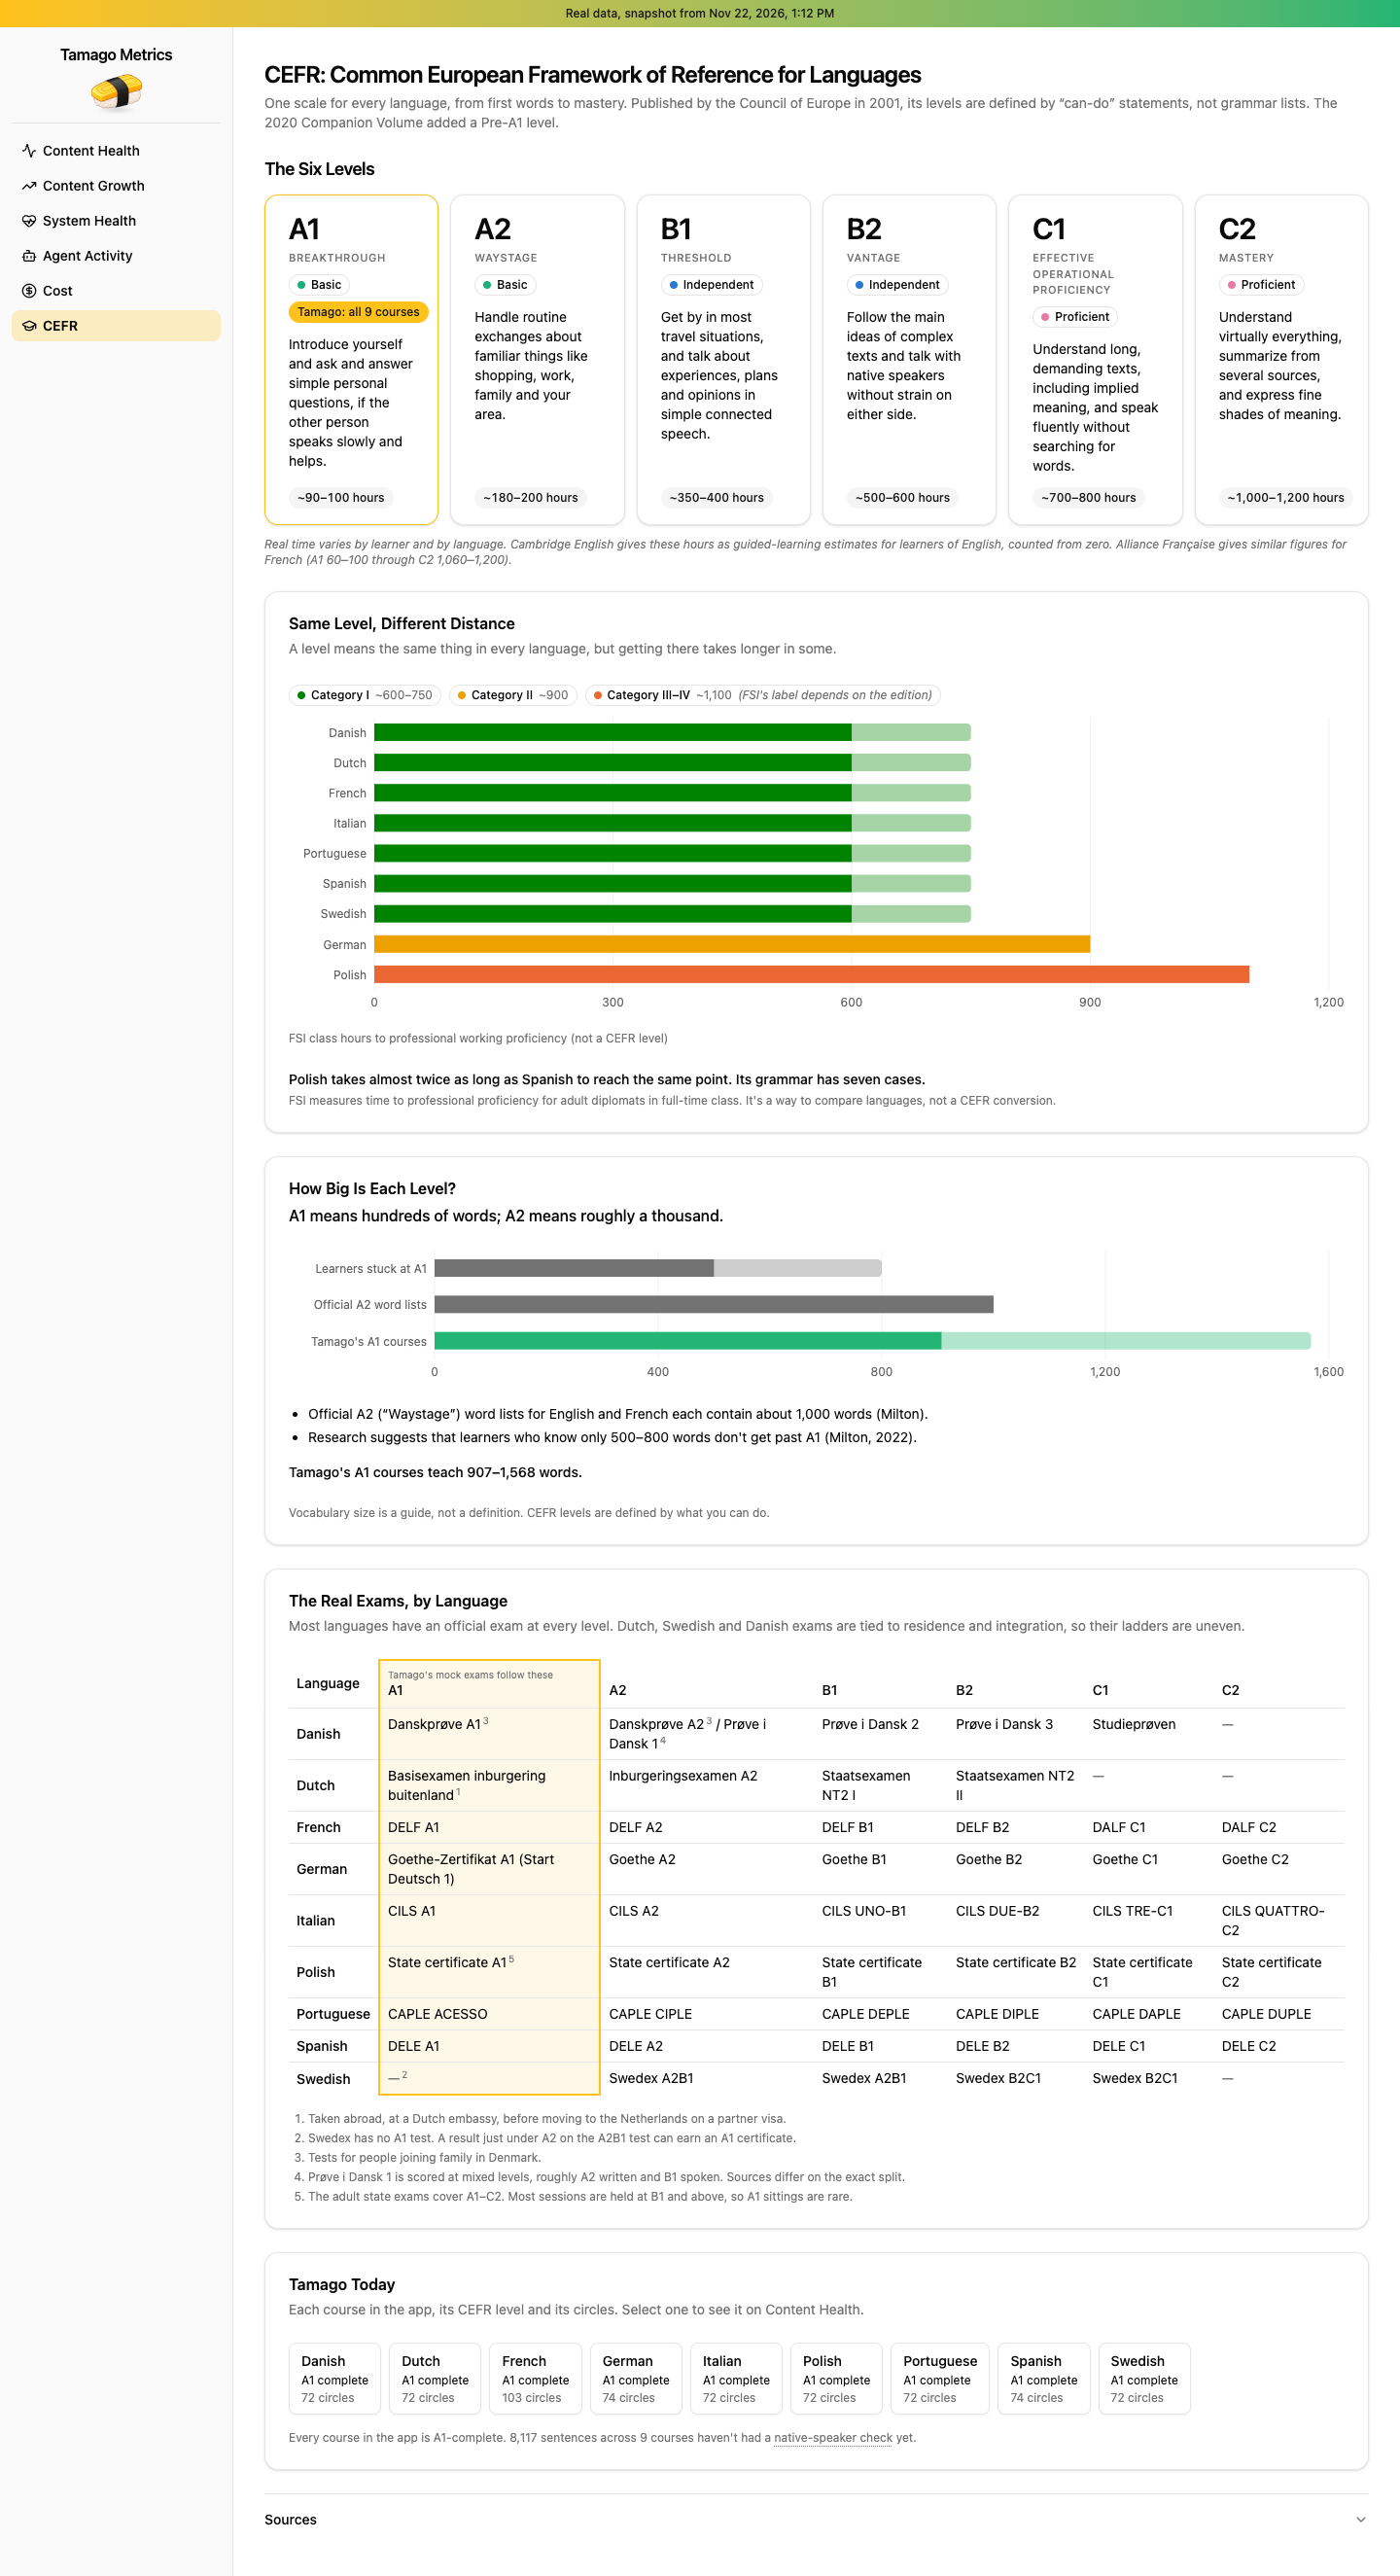 Real data, snapshot from Nov 22, 2026, 1:12 PM
Tamago Metrics
Content Health
Content Growth
System Health
Agent Activity
Cost
CEFR
CEFR: Common European Framework of Reference for Languages
One scale for every language, from first words to mastery. Published by the Council of Europe in 2001, its levels are defined by “can-do” statements, not grammar lists. The
2020 Companion Volume added a Pre-A1 level.
The Six Levels
A1
BREAKTHROUGH
Basic
Tamago: all 9 courses
Introduce yourself
and ask and answer
simple personal
questions, if the
other person
speaks slowly and
helps.
~90–100 hours
A2
WAYSTAGE
Basic
Handle routine
exchanges about
familiar things like
shopping, work,
family and your
area.
~180–200 hours
B1
THRESHOLD
Independent
Get by in most
travel situations,
and talk about
experiences, plans
and opinions in
simple connected
speech.
~350–400 hours
B2
VANTAGE
Independent
Follow the main
ideas of complex
texts and talk with
native speakers
without strain on
either side.
~500–600 hours
C1
EFFECTIVE
OPERATIONAL
PROFICIENCY
Proficient
Understand long,
demanding texts,
including implied
meaning, and speak
fluently without
searching for
words.
~700–800 hours
C2
MASTERY
Proficient
Understand
virtually everything,
summarize from
several sources,
and express fine
shades of meaning.
~1,000–1,200 hours
Real time varies by learner and by language. Cambridge English gives these hours as guided-learning estimates for learners of English, counted from zero. Alliance Française gives similar figures for
French (A1 60–100 through C2 1,060–1,200).
Same Level, Different Distance
A level means the same thing in every language, but getting there takes longer in some.
Category I ~600–750 Category II ~900 Category III–IV ~1,100 (FSI's label depends on the edition)
Danish
Dutch
French
Italian
Portuguese
Spanish
Swedish
German
Polish
0 300 600 900 1,200
FSI class hours to professional working proficiency (not a CEFR level)
Polish takes almost twice as long as Spanish to reach the same point. Its grammar has seven cases.
FSI measures time to professional proficiency for adult diplomats in full-time class. It's a way to compare languages, not a CEFR conversion.
How Big Is Each Level?
A1 means hundreds of words; A2 means roughly a thousand.
Learners stuck at A1
Official A2 word lists
Tamago's A1 courses
0 400 800 1,200 1,600
• Official A2 (“Waystage”) word lists for English and French each contain about 1,000 words (Milton).
• Research suggests that learners who know only 500–800 words don't get past A1 (Milton, 2022).
Tamago's A1 courses teach 907–1,568 words.
Vocabulary size is a guide, not a definition. CEFR levels are defined by what you can do.
The Real Exams, by Language
Most languages have an official exam at every level. Dutch, Swedish and Danish exams are tied to residence and integration, so their ladders are uneven.
Tamago's mock exams follow these
Language A1 A2 B1 B2 C1 C2
Danish Danskprøve A1 3 Danskprøve A2 3 / Prøve i Dansk 1 4 Prøve i Dansk 2 Prøve i Dansk 3 Studieprøven —
Dutch Basisexamen inburgering buitenland 1 Inburgeringsexamen A2 Staatsexamen NT2 I Staatsexamen NT2 II — —
French DELF A1 DELF A2 DELF B1 DELF B2 DALF C1 DALF C2
German Goethe-Zertifikat A1 (Start Deutsch 1) Goethe A2 Goethe B1 Goethe B2 Goethe C1 Goethe C2
Italian CILS A1 CILS A2 CILS UNO-B1 CILS DUE-B2 CILS TRE-C1 CILS QUATTRO-C2
Polish State certificate A1 5 State certificate A2 State certificate B1 State certificate B2 State certificate C1 State certificate C2
Portuguese CAPLE ACESSO CAPLE CIPLE CAPLE DEPLE CAPLE DIPLE CAPLE DAPLE CAPLE DUPLE
Spanish DELE A1 DELE A2 DELE B1 DELE B2 DELE C1 DELE C2
Swedish — 2 Swedex A2B1 Swedex A2B1 Swedex B2C1 Swedex B2C1 —
1. Taken abroad, at a Dutch embassy, before moving to the Netherlands on a partner visa.
2. Swedex has no A1 test. A result just under A2 on the A2B1 test can earn an A1 certificate.
3. Tests for people joining family in Denmark.
4. Prøve i Dansk 1 is scored at mixed levels, roughly A2 written and B1 spoken. Sources differ on the exact split.
5. The adult state exams cover A1–C2. Most sessions are held at B1 and above, so A1 sittings are rare.
Tamago Today
Each course in the app, its CEFR level and its circles. Select one to see it on Content Health.
Danish
A1 complete
72 circles
Dutch
A1 complete
72 circles
French
A1 complete
103 circles
German
A1 complete
74 circles
Italian
A1 complete
72 circles
Polish
A1 complete
72 circles
Portuguese
A1 complete
72 circles
Spanish
A1 complete
74 circles
Swedish
A1 complete
72 circles
Every course in the app is A1-complete. 8,117 sentences across 9 courses haven't had a native-speaker check yet.
Sources